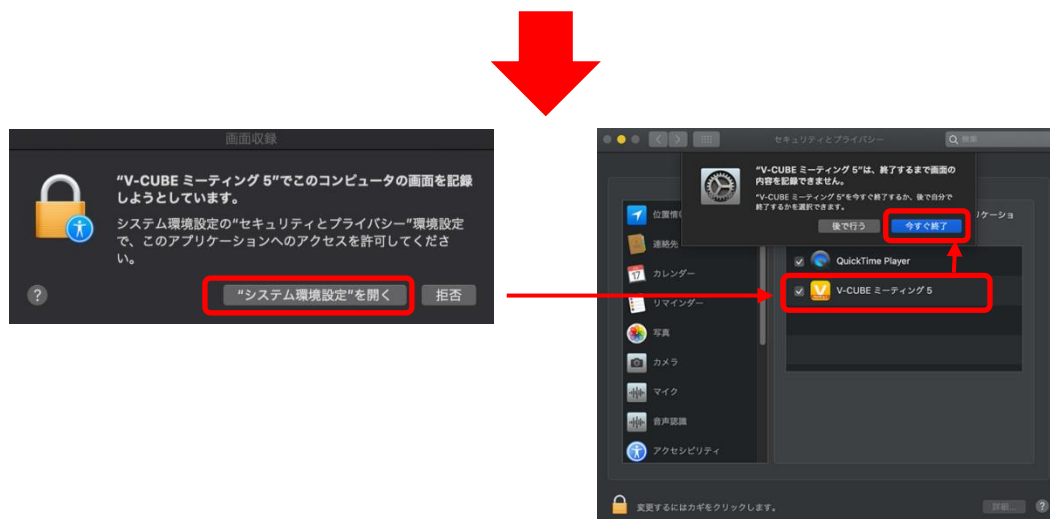 画面収録
“V-CUBE ミーティング 5”でこのコンピュータの画面を記録
しようとしています。
システム環境設定の“セキュリティとプライバシー”環境設定
で、このアプリケーションへのアクセスを許可してくださ
い。
?
“システム環境設定”を開く
拒否
セキュリティとプライバシー
検索
“V-CUBE ミーティング 5”は、終了するまで画面の
内容を記録できません。
“V-CUBE ミーティング 5”を今すぐ終了するか、後で自分で
終了するかを選択できます。
後で行う
今すぐ終了
位置情
リケーショ
連絡先
17
カレンダー
リマインダー
写真
カメラ
マイク
音声認識
アクセシビリティ
QuickTime Player
V-CUBE ミーティング 5
変更するにはカギをクリックします。
詳細...
?